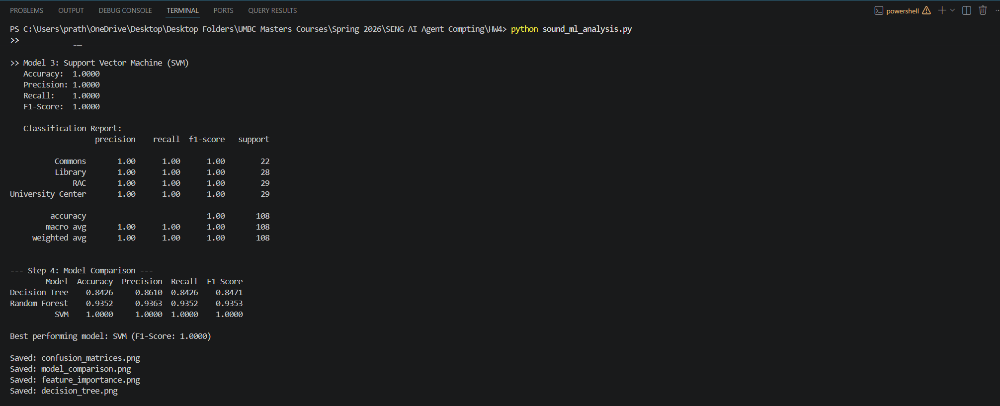 PROBLEMS OUTPUT DEBUG CONSOLE TERMINAL PORTS QUERY RESULTS powershell
PS C:\Users\prath\OneDrive\Desktop\Desktop Folders\UMBC Masters Courses\Spring 2026\SENG AI Agent Compting\HW4> python sound_ml_analysis.py
>>
__
>> Model 3: Support Vector Machine (SVM)
Accuracy: 1.0000
Precision: 1.0000
Recall: 1.0000
F1-Score: 1.0000
Classification Report:
precision recall f1-score support
Commons 1.00 1.00 1.00 22
Library 1.00 1.00 1.00 28
RAC 1.00 1.00 1.00 29
University Center 1.00 1.00 1.00 29
accuracy 1.00 108
macro avg 1.00 1.00 1.00 108
weighted avg 1.00 1.00 1.00 108
--- Step 4: Model Comparison ---
Model Accuracy Precision Recall F1-Score
Decision Tree 0.8426 0.8610 0.8426 0.8471
Random Forest 0.9352 0.9363 0.9352 0.9353
SVM 1.0000 1.0000 1.0000 1.0000
Best performing model: SVM (F1-Score: 1.0000)
Saved: confusion_matrices.png
Saved: model_comparison.png
Saved: feature_importance.png
Saved: decision_tree.png